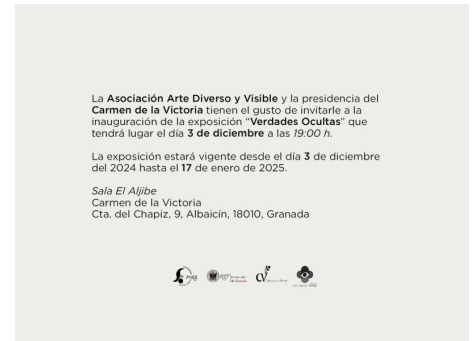 La Asociación Arte Diverso y Visible y la presidencia del
Carmen de la Victoria tienen el gusto de invitarle a la
inauguración de la exposición "Verdades Ocultas" que
tendrá lugar el día 3 de diciembre a las 19:00 h.
La exposición estará vigente desde el día 3 de diciembre
del 2024 hasta el 17 de enero de 2025.
Sala El Aljibe
Carmen de la Victoria
Cta. del Chapiz, 9, Albaicín, 18010, Granada